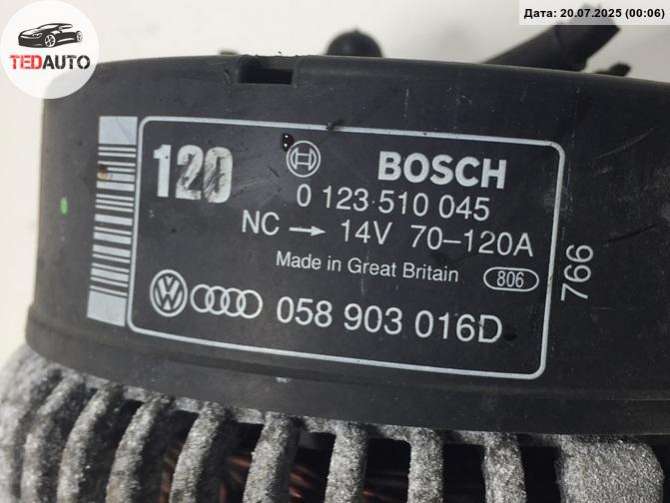 Дата: 20.07.2025 (00:06)
TEDAUTO
120
BOSCH
0 123 510 045
NC → 14V 70–120A
Made in Great Britain 806
766
058 903 016D